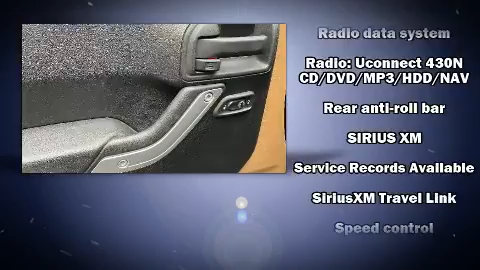 Radio data system
Radio: Uconnect 430N
CD/DVD/MP3/HDD/NAV
Rear anti-roll bar
SIRIUS XM
Service Records Available
SiriusXM Travel Link
Speed control